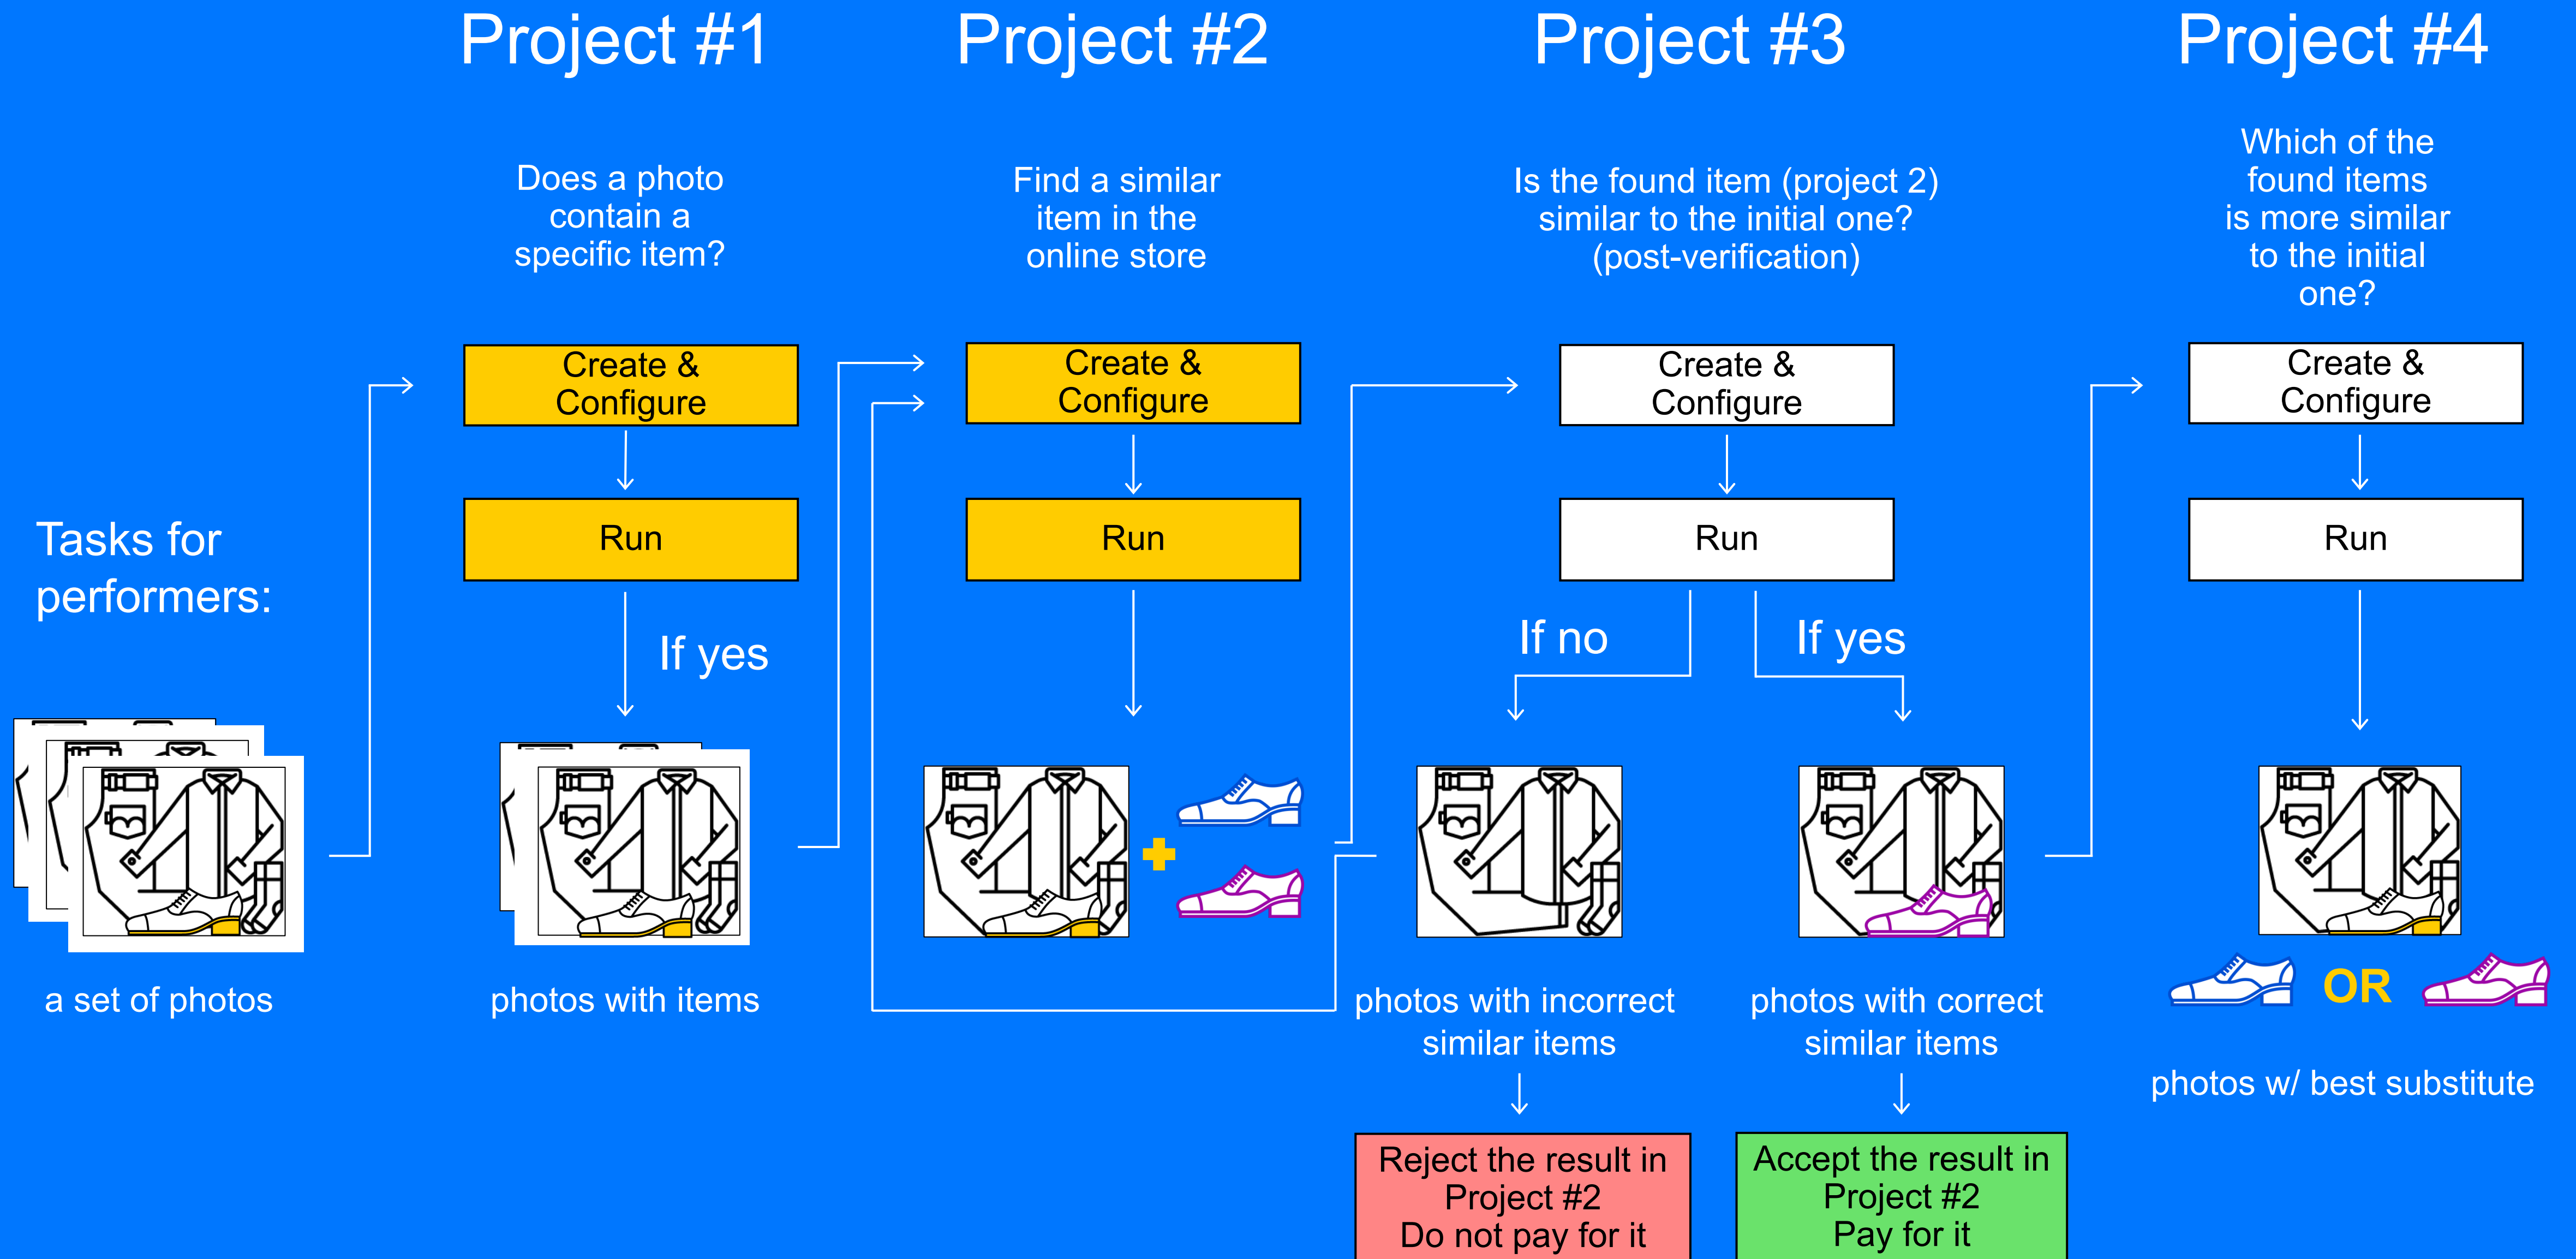 Project #1
Project #2
Project #3
Project #4
Does a photo
contain a
specific item?
Find a similar
item in the
online store
Is the found item (project 2)
similar to the initial one?
(post-verification)
Which of the
found items
is more similar
to the initial
one?
Create &
Configure
Create &
Configure
Create &
Configure
Create &
Configure
Run
Run
Run
Run
Tasks for
performers:
If yes
If no
If yes
a set of photos
photos with items
photos with incorrect
similar items
photos with correct
similar items
OR
photos w/ best substitute
Reject the result in
Project #2
Do not pay for it
Accept the result in
Project #2
Pay for it